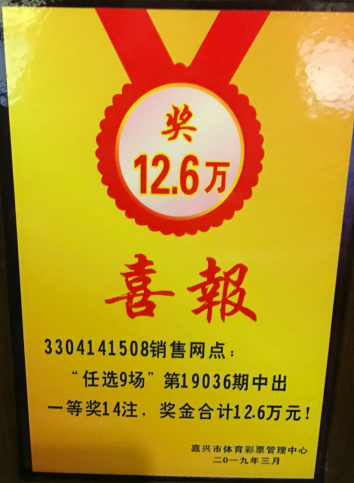 奖
12.6万
喜報
3304141508销售网点：
“任选9场”第19036期中出
一等奖14注，奖金合计12.6万元！
嘉兴市体育彩票管理中心
二0一九年三月